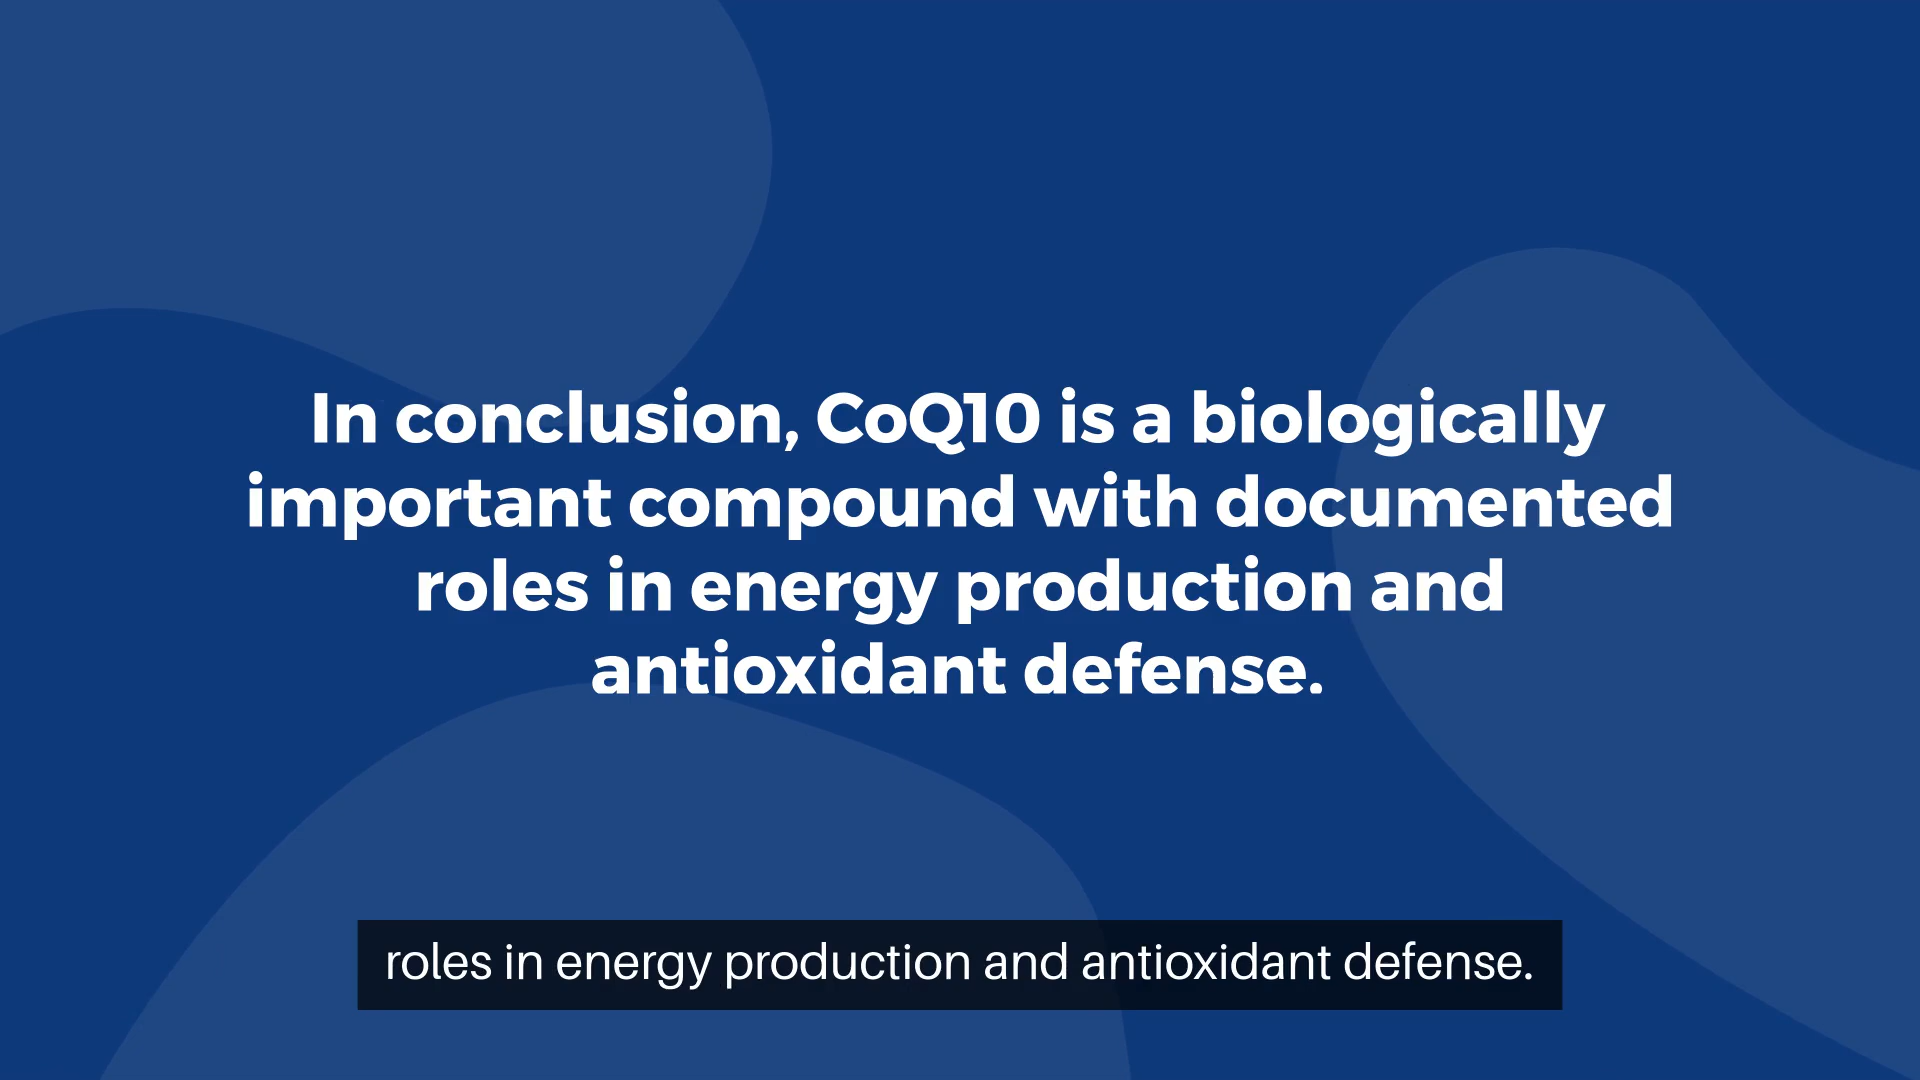 In conclusion, CoQ10 is a biologically
important compound with documented
roles in energy production and
antioxidant defense.
roles in energy production and antioxidant defense.